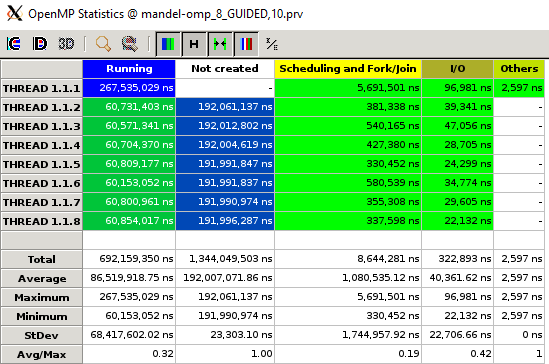 OpenMP Statistics @ mandel-omp_8_GUIDED,10.prv
3D H
Running Not created Scheduling and Fork/Join I/O Others
THREAD 1.1.1 267,535,029 ns - 5,691,501 ns 96,981 ns 2,597 ns
THREAD 1.1.2 60,731,403 ns 192,061,137 ns 381,338 ns 39,341 ns -
THREAD 1.1.3 60,571,341 ns 192,012,802 ns 540,165 ns 47,056 ns -
THREAD 1.1.4 60,704,370 ns 192,004,619 ns 427,380 ns 28,705 ns -
THREAD 1.1.5 60,809,177 ns 191,991,847 ns 330,452 ns 24,299 ns -
THREAD 1.1.6 60,153,052 ns 191,991,837 ns 580,539 ns 34,774 ns -
THREAD 1.1.7 60,800,961 ns 191,990,974 ns 355,308 ns 29,605 ns -
THREAD 1.1.8 60,854,017 ns 191,996,287 ns 337,598 ns 22,132 ns -
Total 692,159,350 ns 1,344,049,503 ns 8,644,281 ns 322,893 ns 2,597 ns
Average 86,519,918.75 ns 192,007,071.86 ns 1,080,535.12 ns 40,361.62 ns 2,597 ns
Maximum 267,535,029 ns 192,061,137 ns 5,691,501 ns 96,981 ns 2,597 ns
Minimum 60,153,052 ns 191,990,974 ns 330,452 ns 22,132 ns 2,597 ns
StDev 68,417,602.02 ns 23,303.10 ns 1,744,957.92 ns 22,706.66 ns 0 ns
Avg/Max 0.32 1.00 0.19 0.42 1